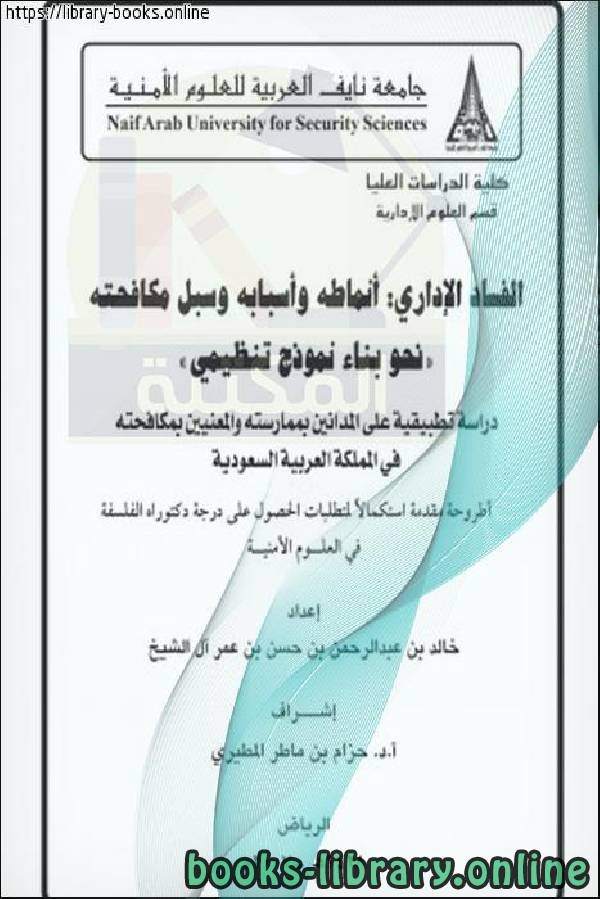 https://library-books.online
جامعة نايف العربية للعلوم الأمنية
Naif Arab University for Security Sciences
كلية الدراسات العليا
قسم العلوم الإدارية
الفساد الإداري: أنماطه وأسبابه وسبل مكافحته
«نحو بناء نموذج تنظيمي»
المكتبة
دراسة تطبيقية على المدانين بممارسته والمعنيين بمكافحته
في المملكة العربية السعودية
أطروحة مقدمة استكمالاً لمتطلبات الحصول على درجة دكتوراه الفلسفة
في العلوم الأمنية
إعداد
خالد بن عبدالرحمن بن حسن بن عمر آل الشيخ
إشراف
أ.د. حزام بن ماطر المطيري
الرياض
books-library.online